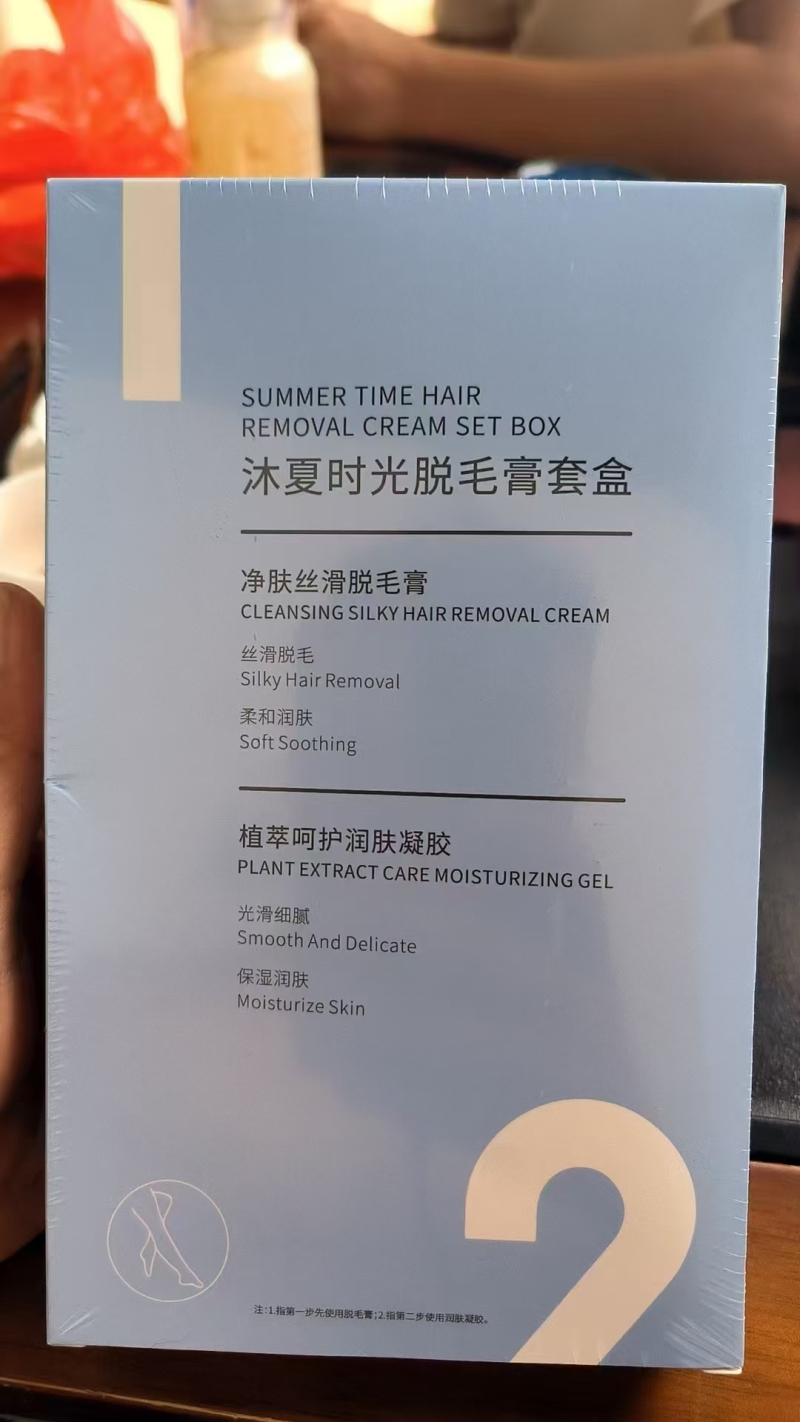 1
SUMMER TIME HAIR
REMOVAL CREAM SET BOX
沐夏时光脱毛膏套盒
净肤丝滑脱毛膏
CLEANSING SILKY HAIR REMOVAL CREAM
丝滑脱毛
Silky Hair Removal
柔和润肤
Soft Soothing
植萃呵护润肤凝胶
PLANT EXTRACT CARE MOISTURIZING GEL
光滑细腻
Smooth And Delicate
保湿润肤
Moisturize Skin
2
注:1.指第一步先使用脱毛膏;2.指第二步使用润肤凝胶。